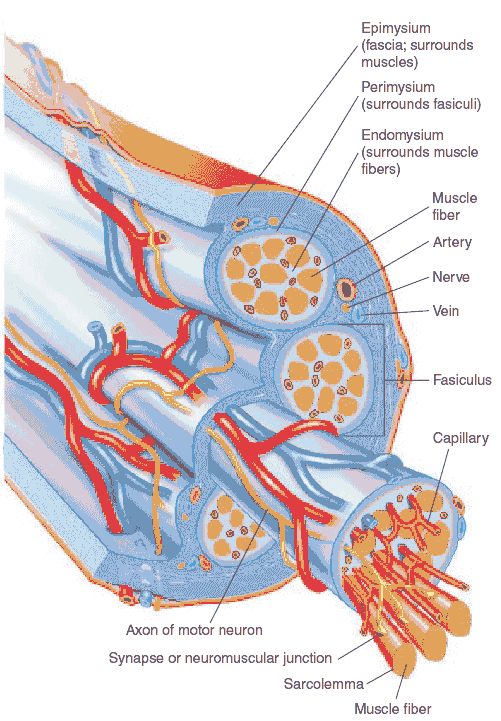 Epimysium
(fascia; surrounds
muscles)
Perimysium
(surrounds fasiculi)
Endomysium
(surrounds muscle
fibers)
Muscle
fiber
Artery
Nerve
Vein
Fasiculus
Capillary
Axon of motor neuron
Synapse or neuromuscular junction
Sarcolemma
Muscle fiber